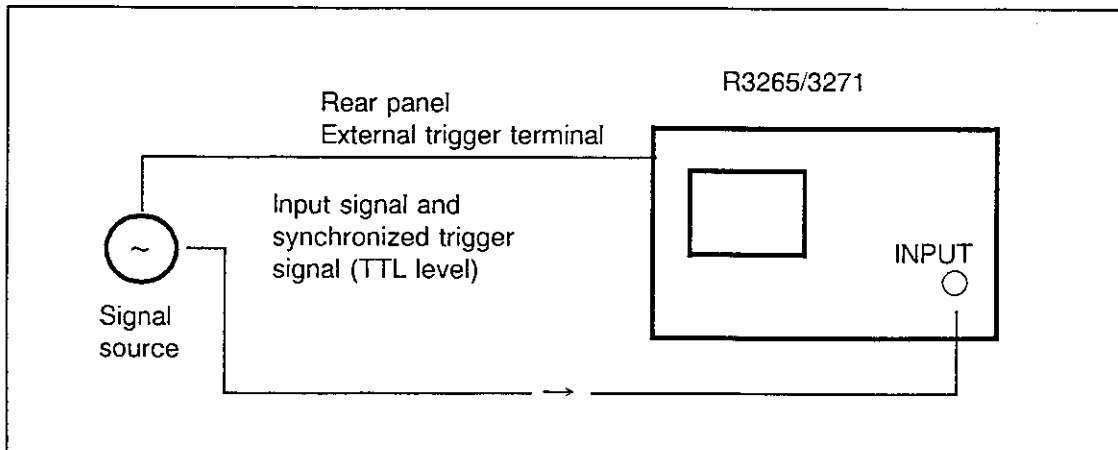 R3265/3271
Rear panel
External trigger terminal
Input signal and
synchronized trigger
signal (TTL level)
INPUT
~
Signal
source
→